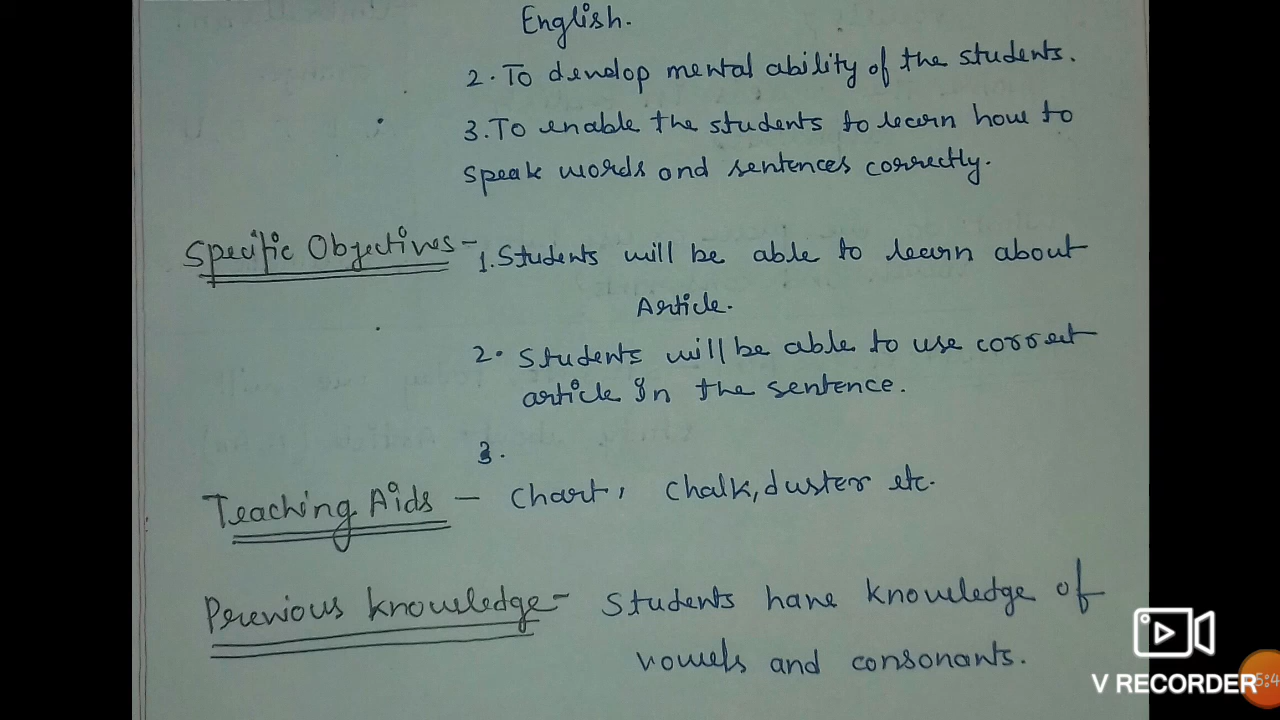 English.
2. To develop mental ability of the students.
3. To enable the students to learn how to
speak words and sentences correctly.
Specific Objectives - 1. Students will be able to learn about
Article.
2. Students will be able to use correct
article in the sentence.
3.
Teaching Aids - Chart, Chalk, duster etc.
Previous knowledge - Students have knowledge of
vowels and consonants.
V RECORDER
5:4